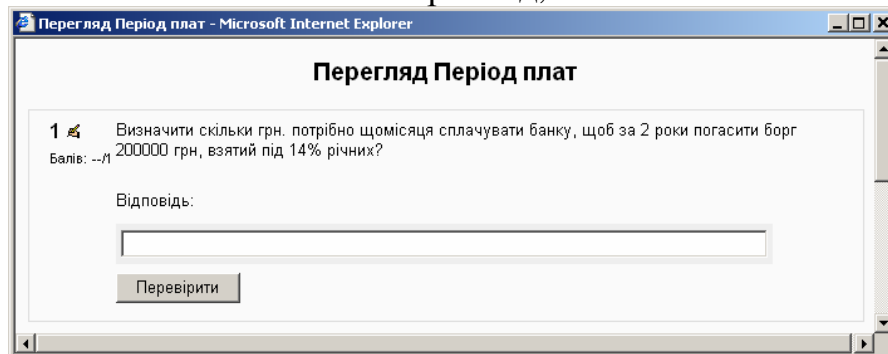 Перегляд Період плат - Microsoft Internet Explorer
Перегляд Період плат
1 Визначити скільки грн. потрібно щомісяця сплачувати банку, щоб за 2 роки погасити борг
Балів: --/1 200000 грн, взятий під 14% річних?
Відповідь:
Перевірити